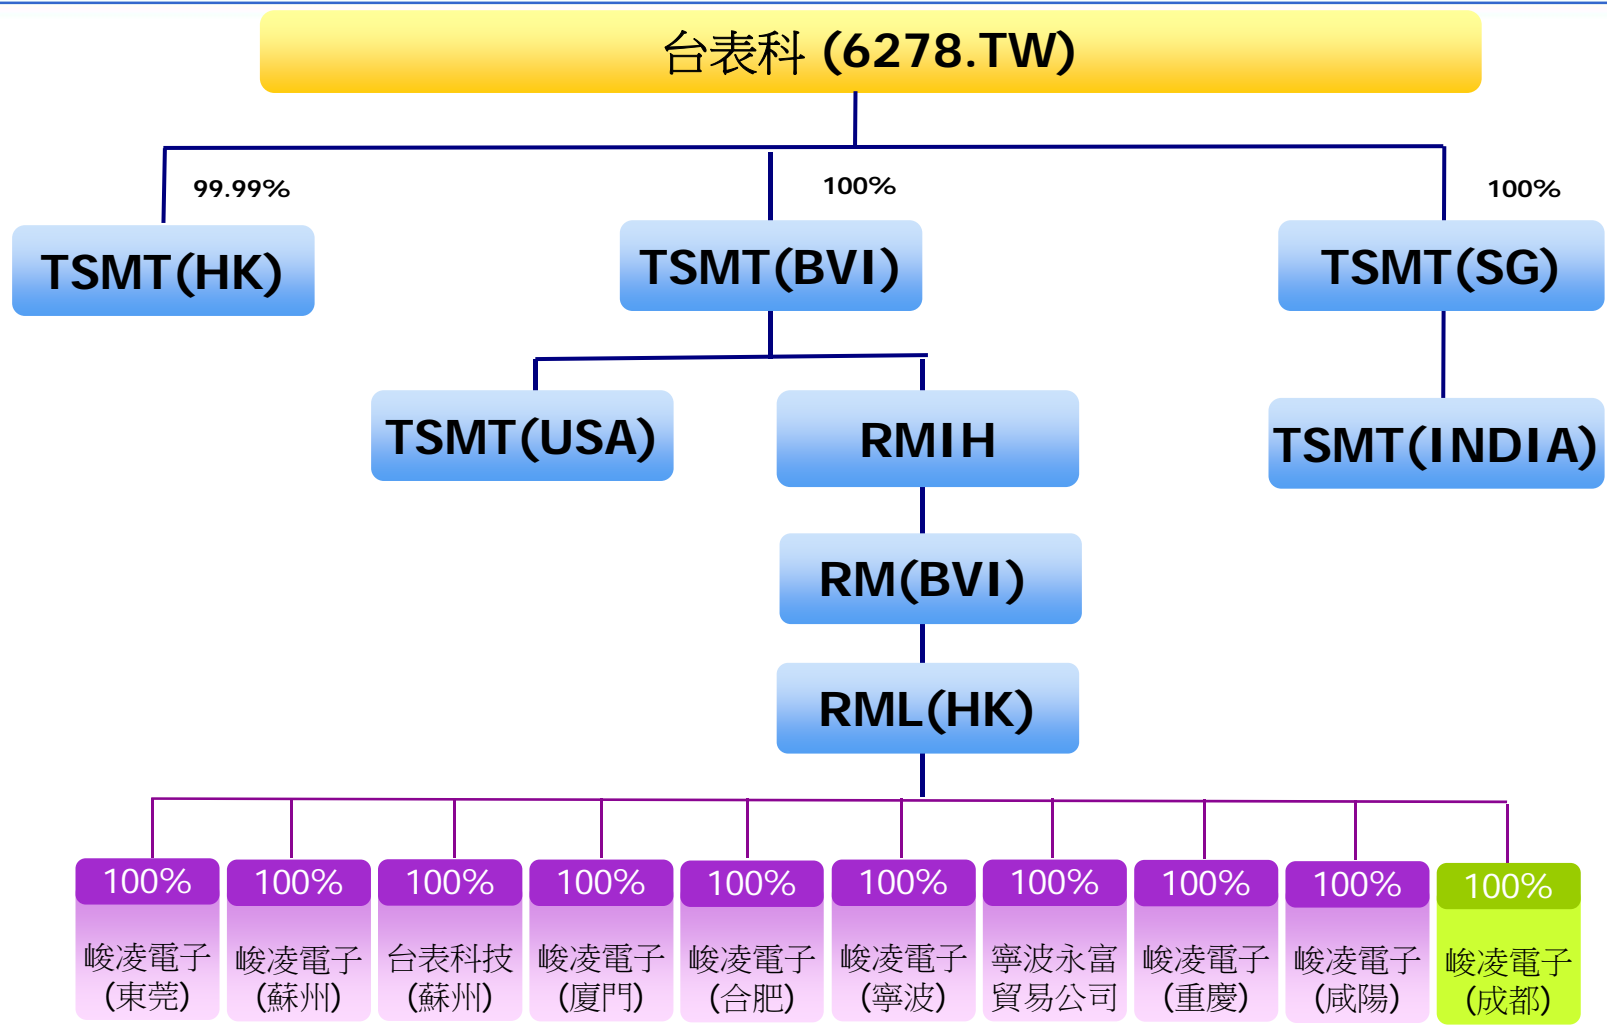 台表科 (6278.TW)
99.99%
100%
100%
TSMT(HK)
TSMT(BVI)
TSMT(SG)
TSMT(USA)
RMIH
TSMT(INDIA)
RM(BVI)
RML(HK)
100%
峻凌電子
(東莞)
100%
峻凌電子
(蘇州)
100%
台表科技
(蘇州)
100%
峻凌電子
(廈門)
100%
峻凌電子
(合肥)
100%
峻凌電子
(寧波)
100%
寧波永富
貿易公司
100%
峻凌電子
(重慶)
100%
峻凌電子
(咸陽)
100%
峻凌電子
(成都)